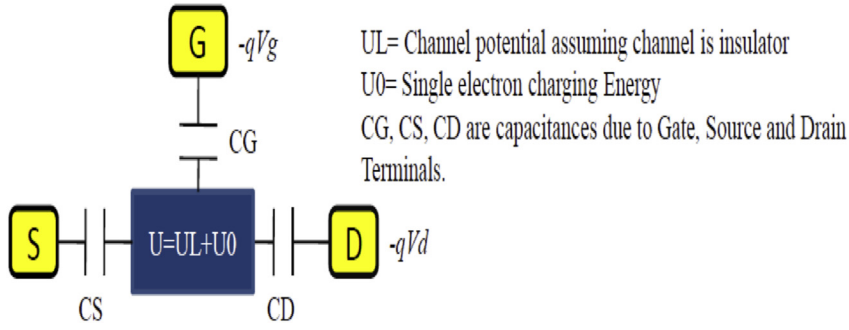 G -qVg
UL= Channel potential assuming channel is insulator
U0= Single electron charging Energy
CG, CS, CD are capacitances due to Gate, Source and Drain
Terminals.
CG
S
U=UL+U0
D -qVd
CS
CD